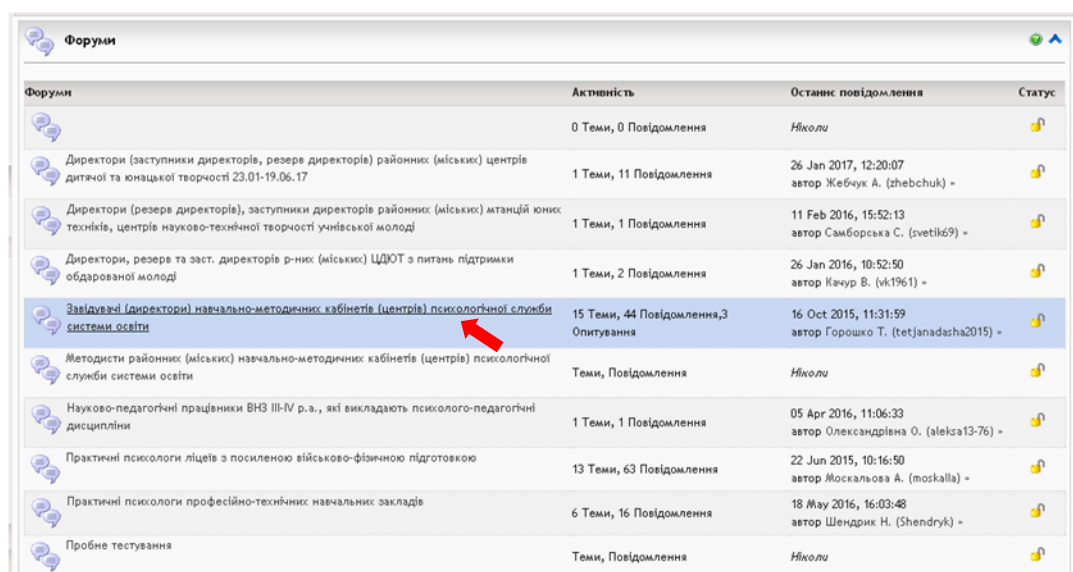 Форуми
Форуми Активність Останнє повідомлення Статус
0 Теми, 0 Повідомлення Ніколи
Директори (заступники директорів, резерв директорів) районних (міських) центрів
дитячої та юнацької творчості 23.01-19.06.17
1 Теми, 11 Повідомлення
26 Jan 2017, 12:20:07
автор Жебчук А. (zhebchuk) »
Директори (резерв директорів), заступники директорів районних (міських) мтанцій юних
техніків, центрів науково-технічної творчості учнівської молоді
1 Теми, 1 Повідомлення
11 Feb 2016, 15:52:13
автор Самборська С. (svetik69) »
Директори, резерв та заст. директорів р-них (міських) ЦДЮТ з питань підтримки
обдарованої молоді
1 Теми, 2 Повідомлення
26 Jan 2016, 10:52:50
автор Качур В. (vk1961) »
Завідувачі (директори) навчально-методичних кабінетів (центрів) психологічної служби
системи освіти
15 Теми, 44 Повідомлення,3
Опитування
16 Oct 2015, 11:31:59
автор Горошко Т. (tetjanadasha2015) »
Методисти районних (міських) навчально-методичних кабінетів (центрів) психологічної
служби системи освіти
Теми, Повідомлення
Ніколи
Науково-педагогічні працівники ВНЗ III-IV р.а., які викладають психолого-педагогічні
дисципліни
1 Теми, 1 Повідомлення
05 Apr 2016, 11:06:33
автор Олександрівна О. (aleksa13-76) »
Практичні психологи ліцеїв з посиленою військово-фізичною підготовкою
13 Теми, 63 Повідомлення
22 Jun 2015, 10:16:50
автор Москальова А. (moskalla) »
Практичні психологи професійно-технічних навчальних закладів
6 Теми, 16 Повідомлення
18 May 2016, 16:03:48
автор Шендрик Н. (Shendryk) »
Пробне тестування
Теми, Повідомлення
Ніколи